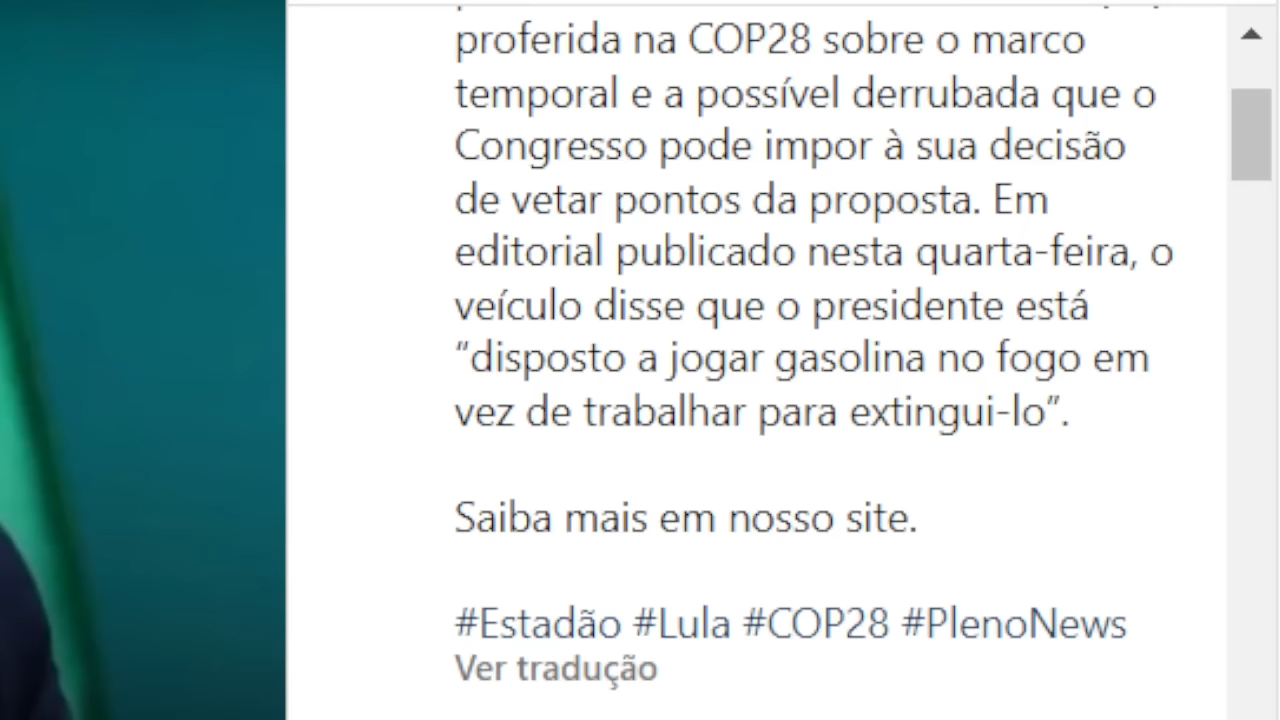 proferida na COP28 sobre o marco
temporal e a possível derrubada que o
Congresso pode impor à sua decisão
de vetar pontos da proposta. Em
editorial publicado nesta quarta-feira, o
veículo disse que o presidente está
"disposto a jogar gasolina no fogo em
vez de trabalhar para extingui-lo".
Saiba mais em nosso site.
#Estadão #Lula #COP28 #PlenoNews
Ver tradução